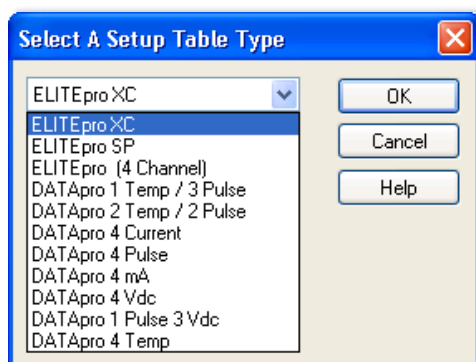 Select A Setup Table Type
ELITEpro XC
OK
ELITEpro XC
ELITEpro SP
Cancel
ELITEpro (4 Channel)
DATApro 1 Temp / 3 Pulse
Help
DATApro 2 Temp / 2 Pulse
DATApro 4 Current
DATApro 4 Pulse
DATApro 4 mA
DATApro 4 Vdc
DATApro 1 Pulse 3 Vdc
DATApro 4 Temp